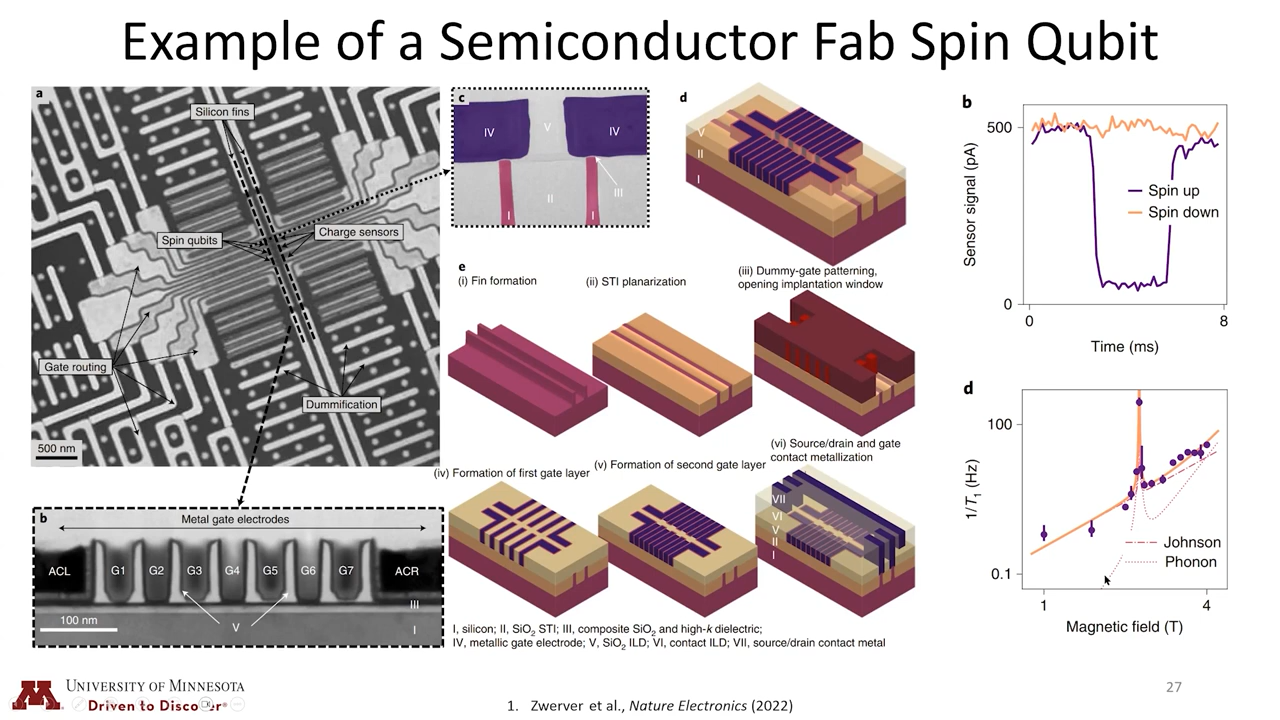 Example of a Semiconductor Fab Spin Qubit
a
Silicon fins
Spin qubits
Charge sensors
Gate routing
Dummification
500 nm
b
Metal gate electrodes
ACL
G1
G2
G3
G4
G5
G6
G7
ACR
III
I
V
100 nm
c
IV
V
IV
III
II
I
I
d
V
II
I
e
(i) Fin formation
(ii) STI planarization
(iii) Dummy-gate patterning,
opening implantation window
(iv) Formation of first gate layer
(v) Formation of second gate layer
(vi) Source/drain and gate
contact metallization
VII
VI
V
II
I
I, silicon; II, SiO₂ STI; III, composite SiO₂ and high-k dielectric;
IV, metallic gate electrode; V, SiO₂ ILD; VI, contact ILD; VII, source/drain contact metal
b
500
0
Sensor signal (pA)
Spin up
Spin down
0
8
Time (ms)
d
100
0.1
1/T₁ (Hz)
Johnson
Phonon
1
4
Magnetic field (T)
M
UNIVERSITY OF MINNESOTA
Driven to Discover
1. Zwerver et al., Nature Electronics (2022)
27